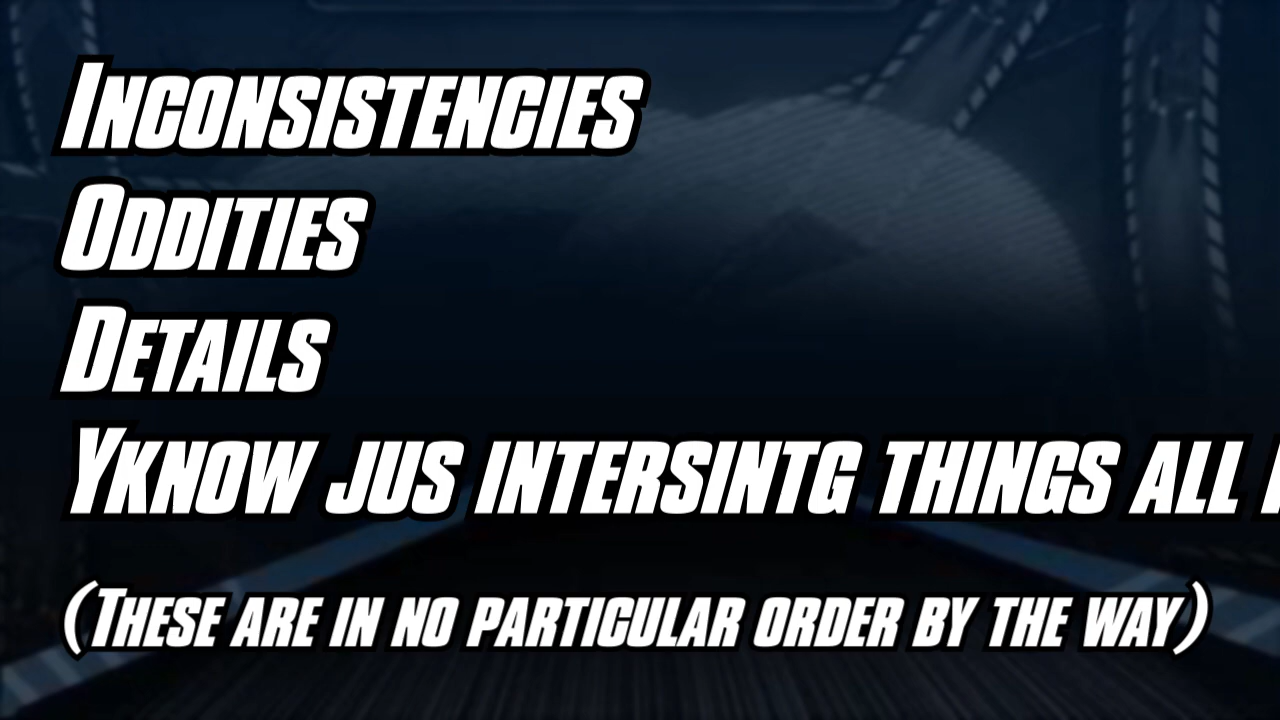 Inconsistencies
Oddities
Details
Yknow jus intersintg things all
(These are in no particular order by the way)